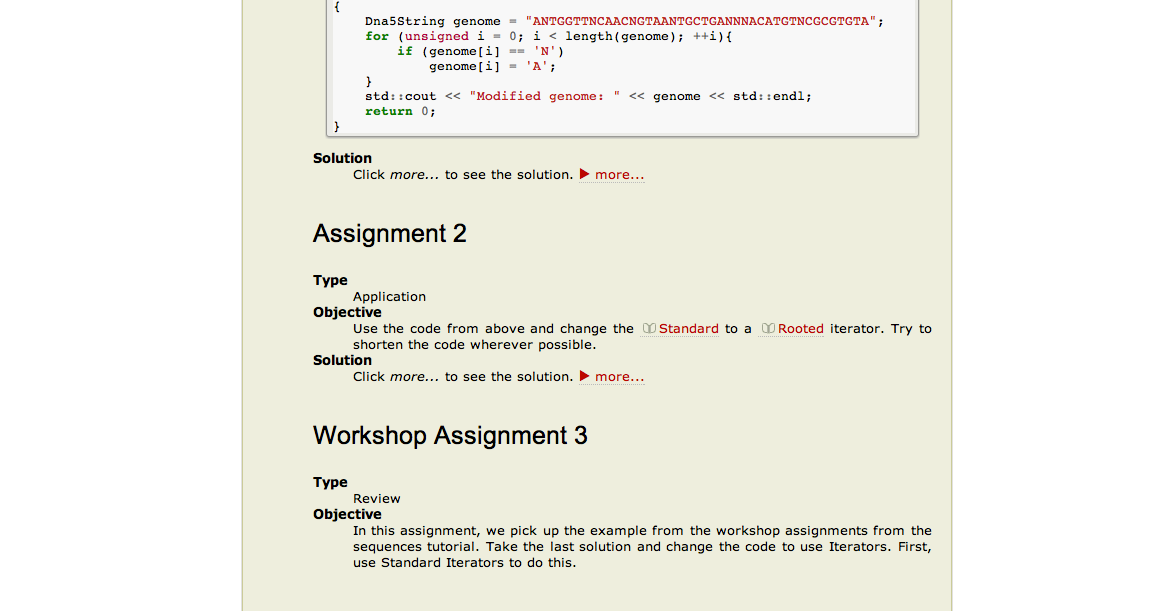 {
Dna5String genome = "ANTGGTTNCAACNGTAANTGCTGANNNACATGTNCGCGTGTA";
for (unsigned i = 0; i < length(genome); ++i){
if (genome[i] == 'N')
genome[i] = 'A';
}
std::cout << "Modified genome: " << genome << std::endl;
return 0;
}
Solution
Click more... to see the solution. more...
Assignment 2
Type
Application
Objective
Use the code from above and change the Standard to a Rooted iterator. Try to
shorten the code wherever possible.
Solution
Click more... to see the solution. more...
Workshop Assignment 3
Type
Review
Objective
In this assignment, we pick up the example from the workshop assignments from the
sequences tutorial. Take the last solution and change the code to use Iterators. First,
use Standard Iterators to do this.